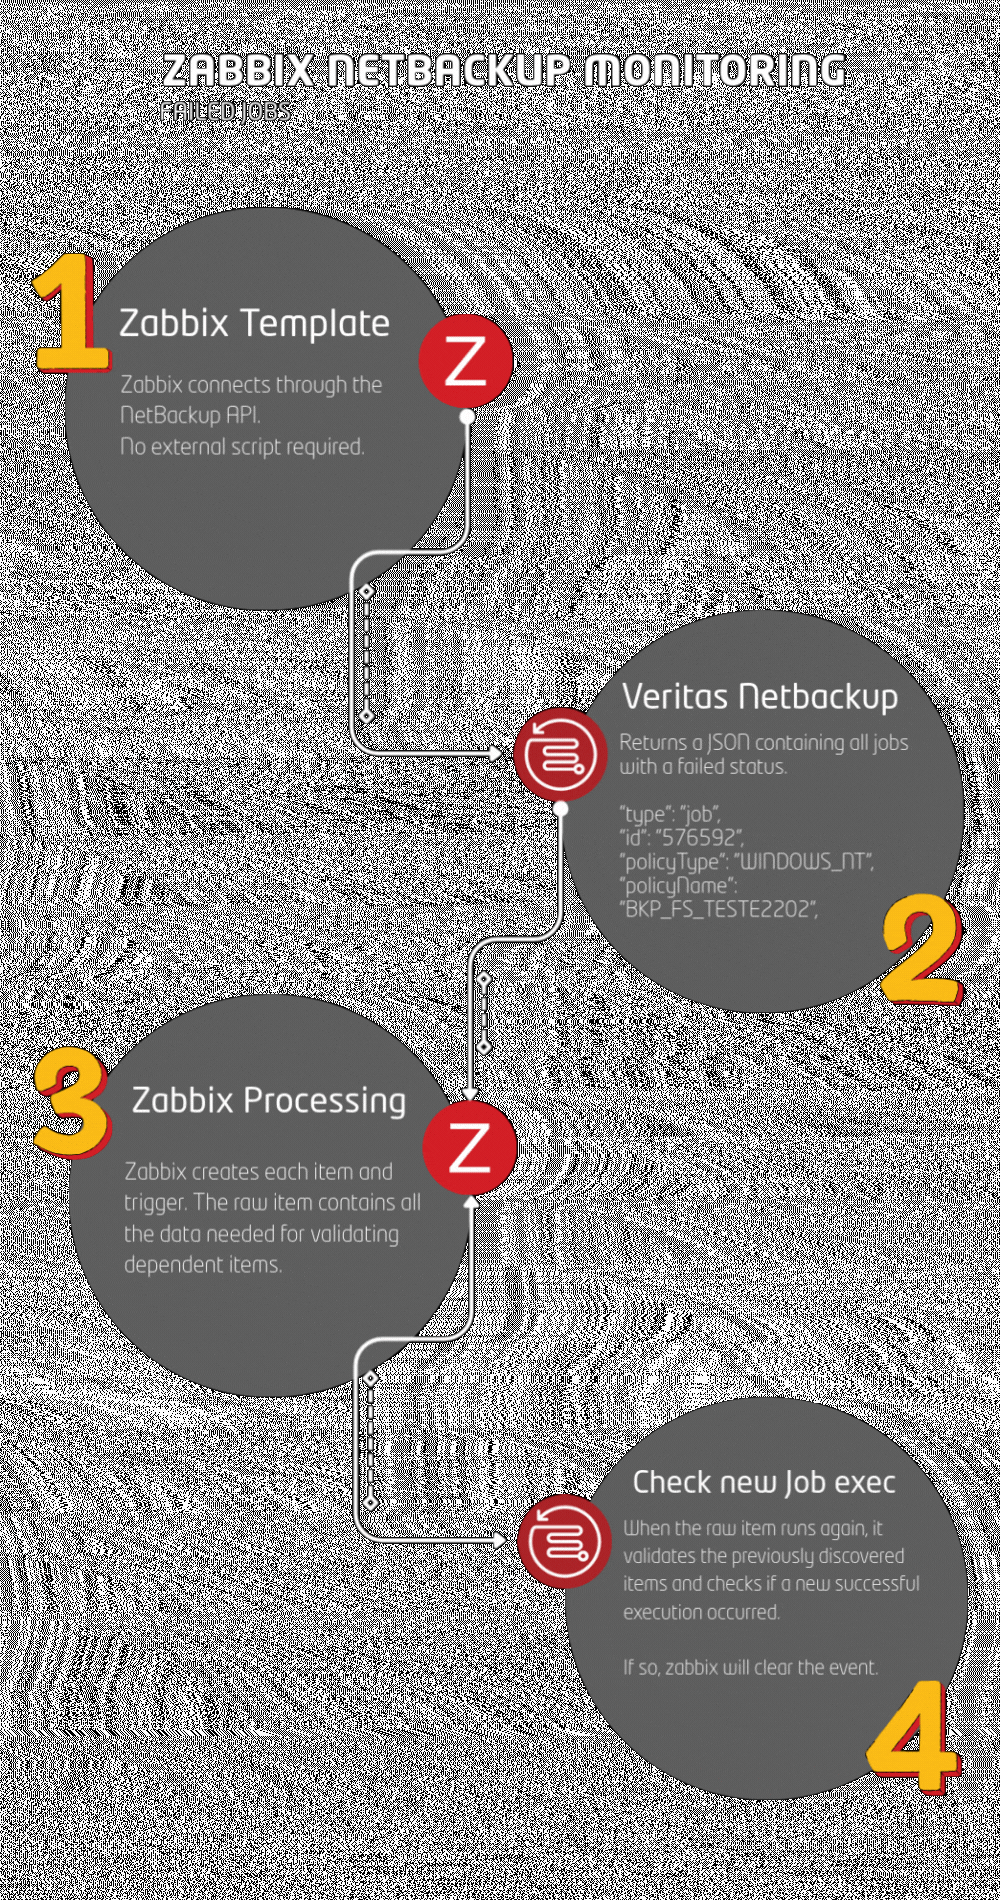 ZABBIX NETBACKUP MONITORING
FAILED JOBS
1
Zabbix Template
Zabbix connects through the
NetBackup API.
No external script required.
Z
Veritas Netbackup
Returns a JSON containing all jobs
with a failed status.
"type": "job",
"id": "576592",
"policyType": "WINDOWS_NT",
"policyName":
"BKP_FS_TESTE2202",
2
3
Zabbix Processing
Zabbix creates each item and
trigger. The raw item contains all
the data needed for validating
dependent items.
Z
Check new Job exec
When the raw item runs again, it
validates the previously discovered
items and checks if a new successful
execution occurred.
If so, zabbix will clear the event.
4